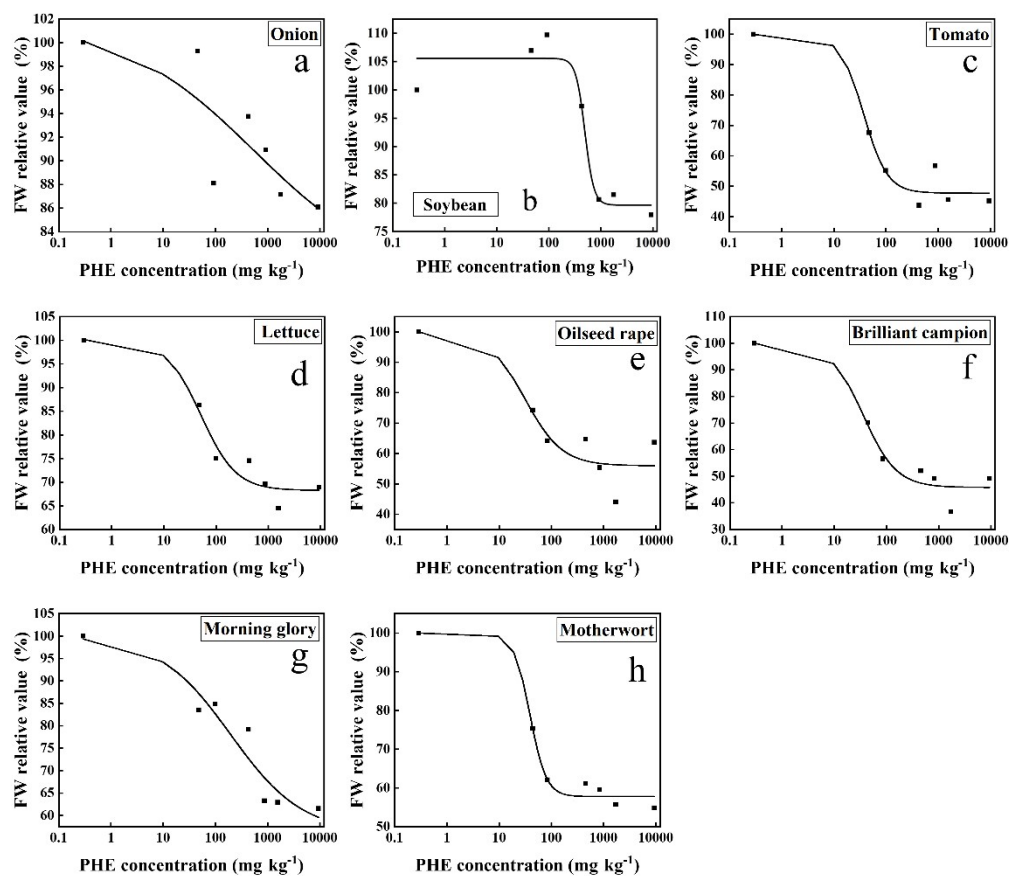 102
100
98
96
94
92
90
88
86
84
FW relative value (%)
Onion
a
0.1 1 10 100 1000 10000
PHE concentration (mg kg⁻¹)
110
105
100
95
90
85
80
75
FW relative value (%)
Soybean
b
0.1 1 10 100 1000 10000
PHE concentration (mg kg⁻¹)
100
90
80
70
60
50
40
FW relative value (%)
Tomato
c
0.1 1 10 100 1000 10000
PHE concentration (mg kg⁻¹)
105
100
95
90
85
80
75
70
65
60
FW relative value (%)
Lettuce
d
0.1 1 10 100 1000 10000
PHE concentration (mg kg⁻¹)
100
90
80
70
60
50
40
FW relative value (%)
Oilseed rape
e
0.1 1 10 100 1000 10000
PHE concentration (mg kg⁻¹)
110
100
90
80
70
60
50
40
30
FW relative value (%)
Brilliant campion
f
0.1 1 10 100 1000 10000
PHE concentration (mg kg⁻¹)
105
100
95
90
85
80
75
70
65
60
FW relative value (%)
Morning glory
g
0.1 1 10 100 1000 10000
PHE concentration (mg kg⁻¹)
100
90
80
70
60
50
FW relative value (%)
Motherwort
h
0.1 1 10 100 1000 10000
PHE concentration (mg kg⁻¹)